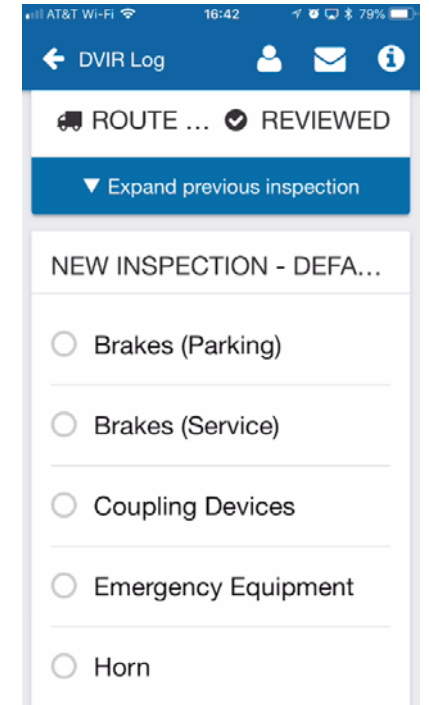 AT&T Wi-Fi 16:42 79%
DVIR Log
ROUTE ... REVIEWED
Expand previous inspection
NEW INSPECTION - DEFA...
Brakes (Parking)
Brakes (Service)
Coupling Devices
Emergency Equipment
Horn